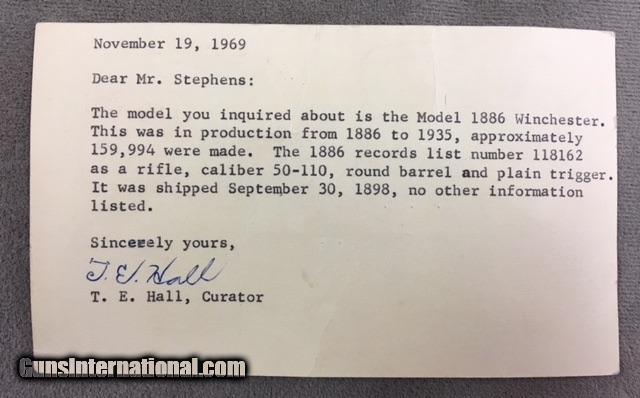 November 19, 1969
Dear Mr. Stephens:
The model you inquired about is the Model 1886 Winchester.
This was in production from 1886 to 1935, approximately
159,994 were made. The 1886 records list number 118162
as a rifle, caliber 50-110, round barrel and plain trigger.
It was shipped September 30, 1898, no other information
listed.
Sincerely yours,
T. E. Hall
T. E. Hall, Curator
GunsInternational.com